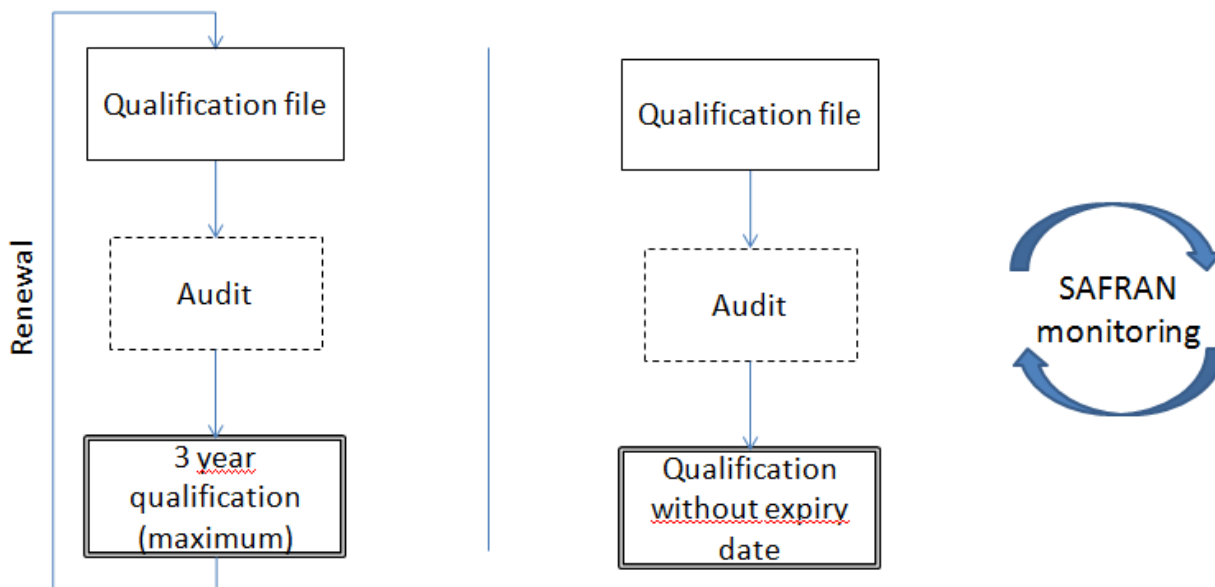 Renewal
Qualification file
Audit
3 year
qualification
(maximum)
Qualification file
Audit
Qualification
without expiry
date
SAFRAN
monitoring